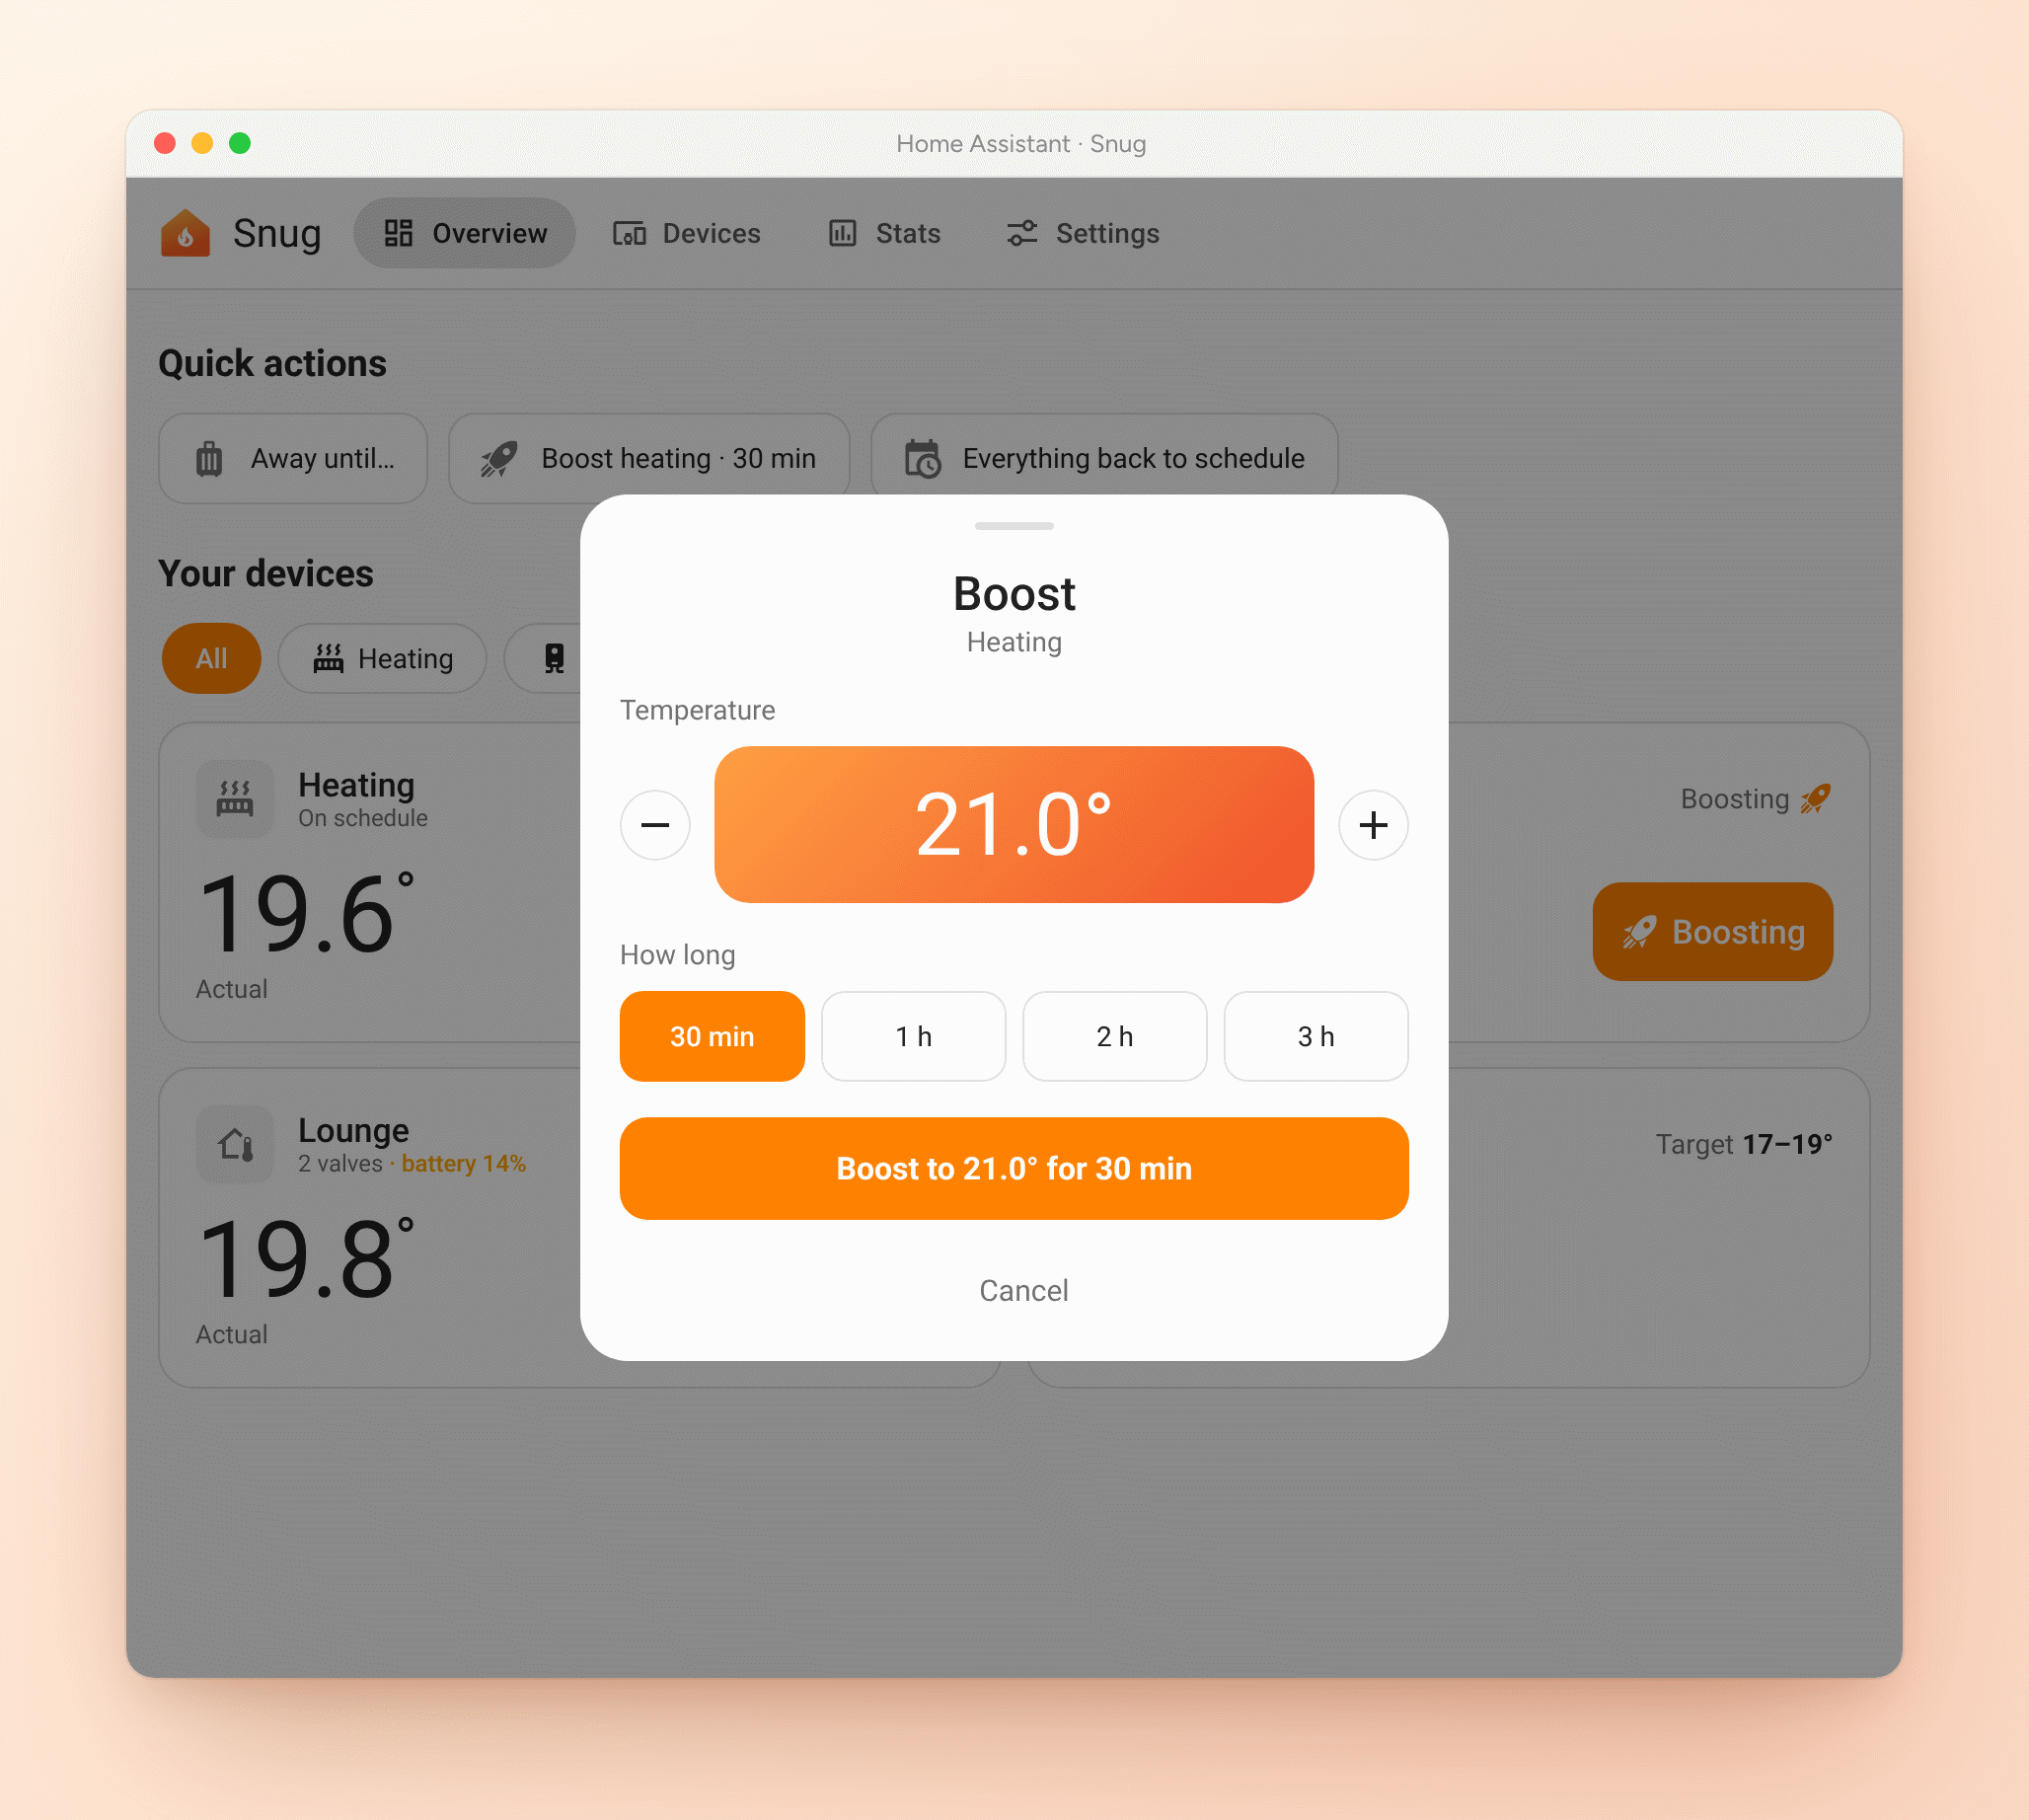 Home Assistant · Snug
Snug
Overview
Devices
Stats
Settings
Quick actions
Away until...
Boost heating · 30 min
Everything back to schedule
Your devices
All
Heating
Heating
On schedule
19.6°
Actual
Boosting
Boosting
Lounge
2 valves · battery 14%
19.8°
Actual
Target 17–19°
Boost
Heating
Temperature
21.0°
How long
30 min
1 h
2 h
3 h
Boost to 21.0° for 30 min
Cancel